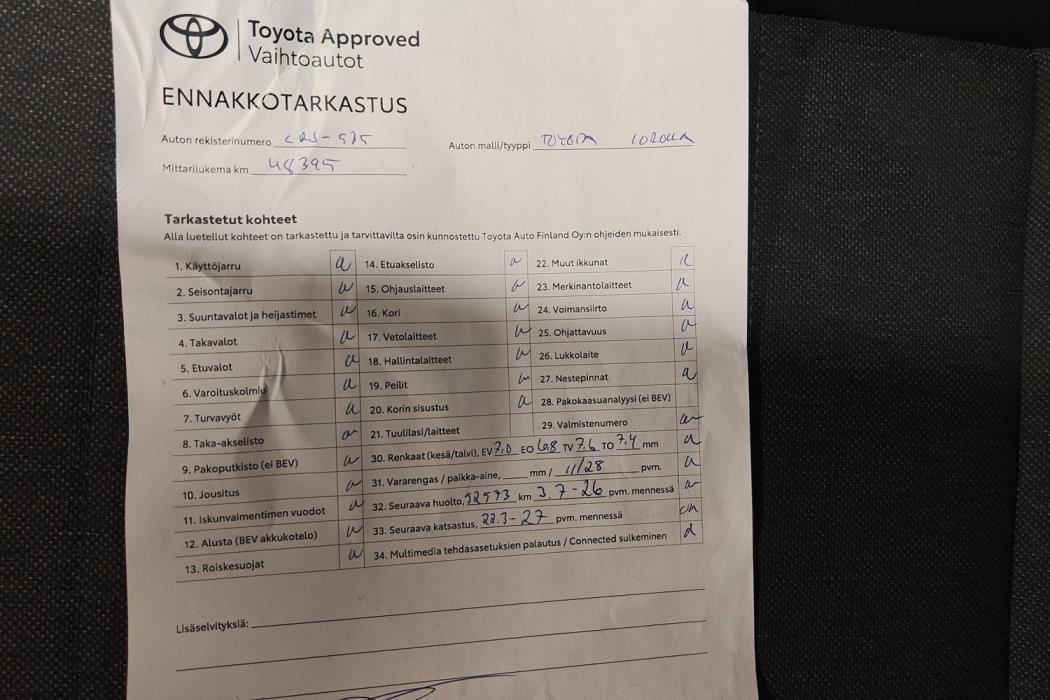 Toyota Approved
Vaihtoautot
ENNAKKOTARKASTUS
Auton rekisterinumero
Auton malli/tyyppi TOYOTA COROLLA
Mittarilukema km 48395
Tarkastetut kohteet
Alla luetellut kohteet on tarkastettu ja tarvittavilta osin kunnostettu Toyota Auto Finland Oy:n ohjeiden mukaisesti.
1. Käyttöjarru
2. Seisontajarru
3. Suuntavalot ja heijastimet
4. Takavalot
5. Etuvalot
6. Varoituskolmio
7. Turvavyöt
8. Taka-akselisto
9. Pakoputkisto (ei BEV)
10. Jousitus
11. Iskunvaimentimen vuodot
12. Alusta (BEV akkukotelo)
13. Roiskesuojat
14. Etuakselisto
15. Ohjauslaitteet
16. Kori
17. Vetolaitteet
18. Hallintalaitteet
19. Peilit
20. Korin sisustus
21. Tuulilasi/laitteet
22. Muut ikkunat
23. Merkinantolaitteet
24. Voimansiirto
25. Ohjattavuus
26. Lukkolaite
27. Nestepinnat
28. Pakokaasuanalyysi (ei BEV)
29. Valmistenumero
30. Renkaat (kesä/talvi), EV 7,0 EO 6,8 TV 7,6 TO 7,4 mm
31. Vararengas / paikka-aine, mm / 11/28 pvm.
32. Seuraava huolto, 52573 km 3.7-26 pvm. mennessä
33. Seuraava katsastus, 22.3-27 pvm. mennessä
34. Multimedia tehdasasetuksien palautus / Connected sulkeminen
Lisäselvityksiä: